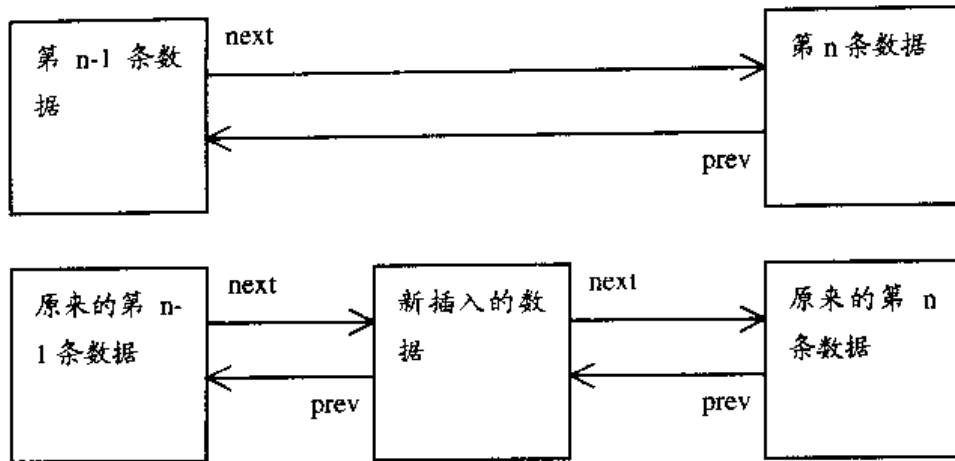 第 n-1 条数
据
next
第 n 条数据
prev
原来的第 n-
1 条数据
next
新插入的数
据
next
原来的第 n
条数据
prev
prev